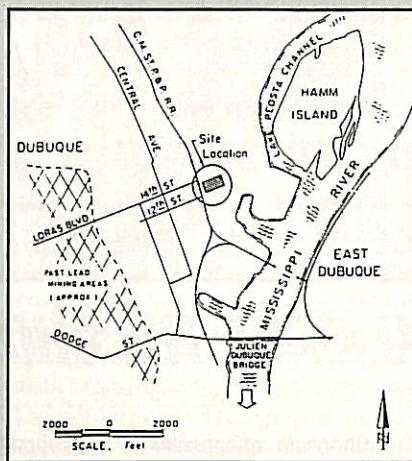 C.M. ST. P. & P. R.R.
LAKE PEOSTA CHANNEL
HAMM
ISLAND
CENTRAL
AVE.
DUBUQUE
Site
Location
14TH ST.
12TH ST.
LORAS BLVD
RIVER
EAST
DUBUQUE
PAST LEAD
MINING AREAS
(APPROX)
MISSISSIPPI
DODGE
ST.
JULIEN
DUBUQUE
BRIDGE
2000 0 2000
SCALE, Feet
N